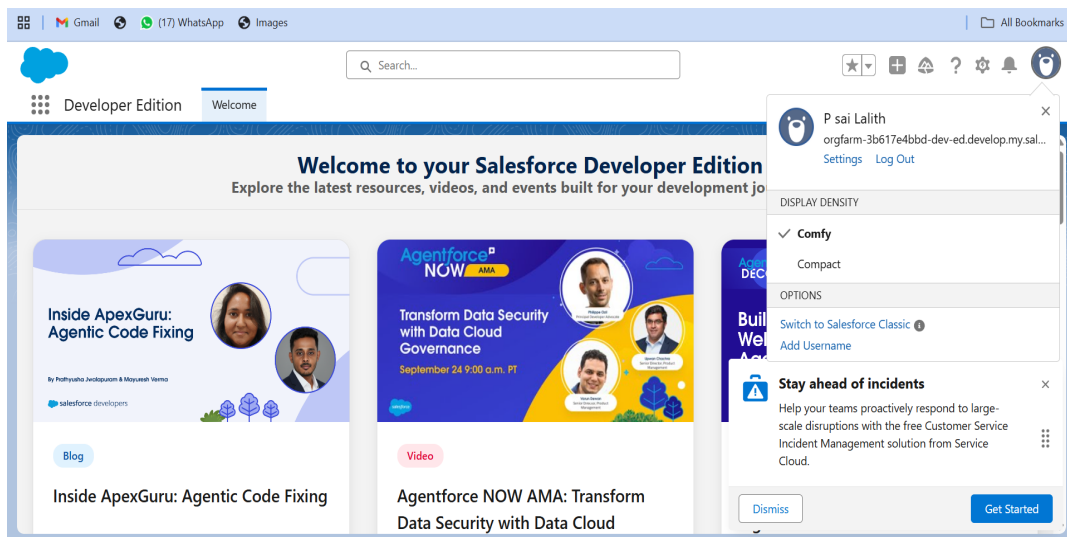 Gmail
(17) WhatsApp
Images
All Bookmarks
Search...
Developer Edition
Welcome
P sai Lalith
orgfarm-3b617e4bbd-dev-ed.develop.my.sal...
Settings Log Out
DISPLAY DENSITY
Comfy
Compact
OPTIONS
Switch to Salesforce Classic
Add Username
Welcome to your Salesforce Developer Edition
Explore the latest resources, videos, and events built for your development jo
Inside ApexGuru:
Agentic Code Fixing
By Prathyusha Jwalapuram & Mayuresh Verma
salesforce developers
Blog
Inside ApexGuru: Agentic Code Fixing
Agentforce
NOW AMA
Transform Data Security
with Data Cloud
Governance
September 24 9:00 a.m. PT
salesforce
Video
Agentforce NOW AMA: Transform
Data Security with Data Cloud
Buil
Wel
Stay ahead of incidents
Help your teams proactively respond to large-
scale disruptions with the free Customer Service
Incident Management solution from Service
Cloud.
Dismiss
Get Started